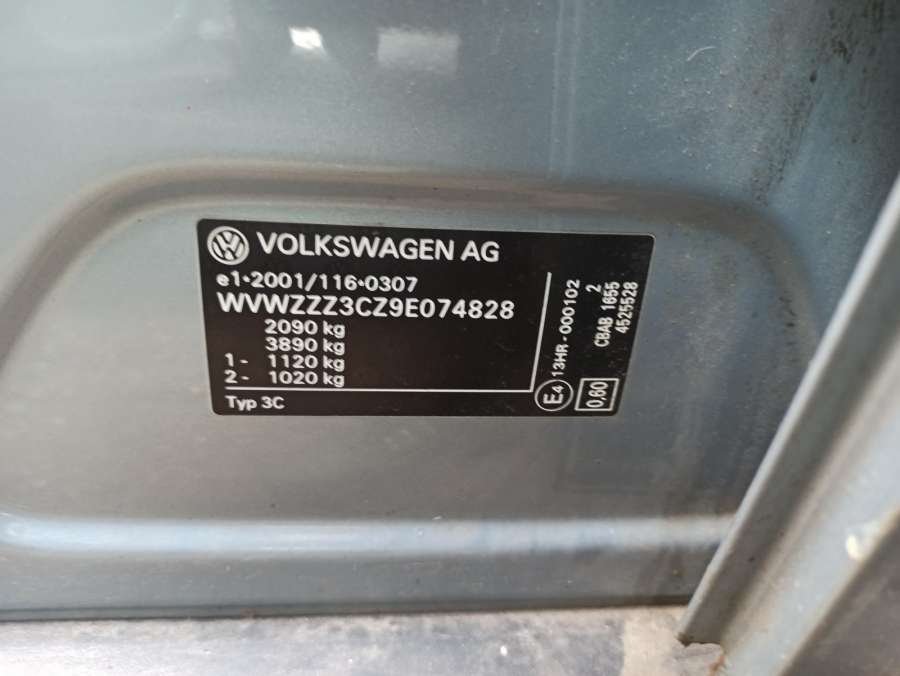 VOLKSWAGEN AG
e1*2001/116*0307
WVWZZZ3CZ9E074828
2090 kg
3890 kg
1- 1120 kg
2- 1020 kg
Typ 3C
E4 13HR-000102
CBAB 1655
2
4525528
0,60